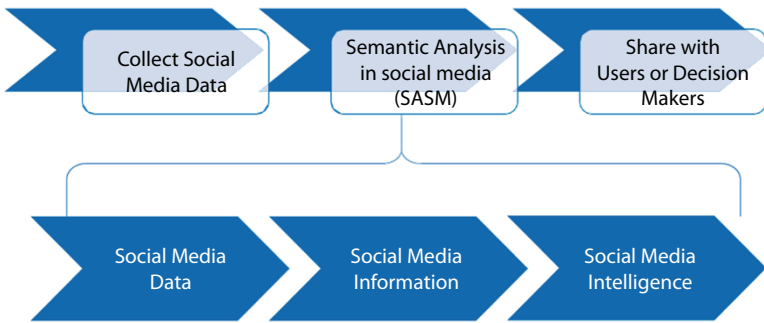 Collect Social
Media Data
Semantic Analysis
in social media
(SASM)
Share with
Users or Decision
Makers
Social Media
Data
Social Media
Information
Social Media
Intelligence